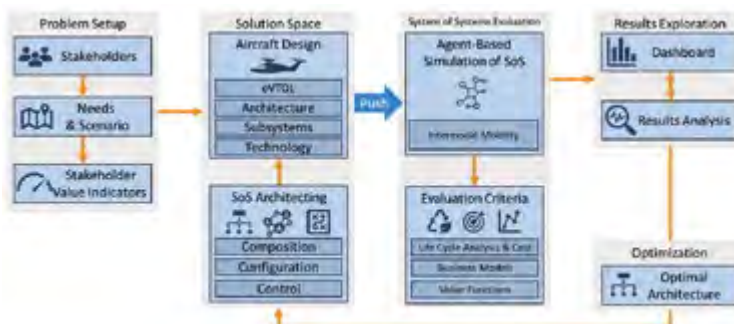 Problem Setup
Stakeholders
Needs
& Scenario
Stakeholder
Value Indicators
Solution Space
Aircraft Design
eVTOL
Architecture
Subsystems
Technology
SoS Architecting
Composition
Configuration
Control
Push
System of Systems Evaluation
Agent-Based
Simulation of SoS
Intermodal Mobility
Evaluation Criteria
Life Cycle Analysis & Cost
Business Models
Value Functions
Results Exploration
Dashboard
Results Analysis
Optimization
Optimal
Architecture